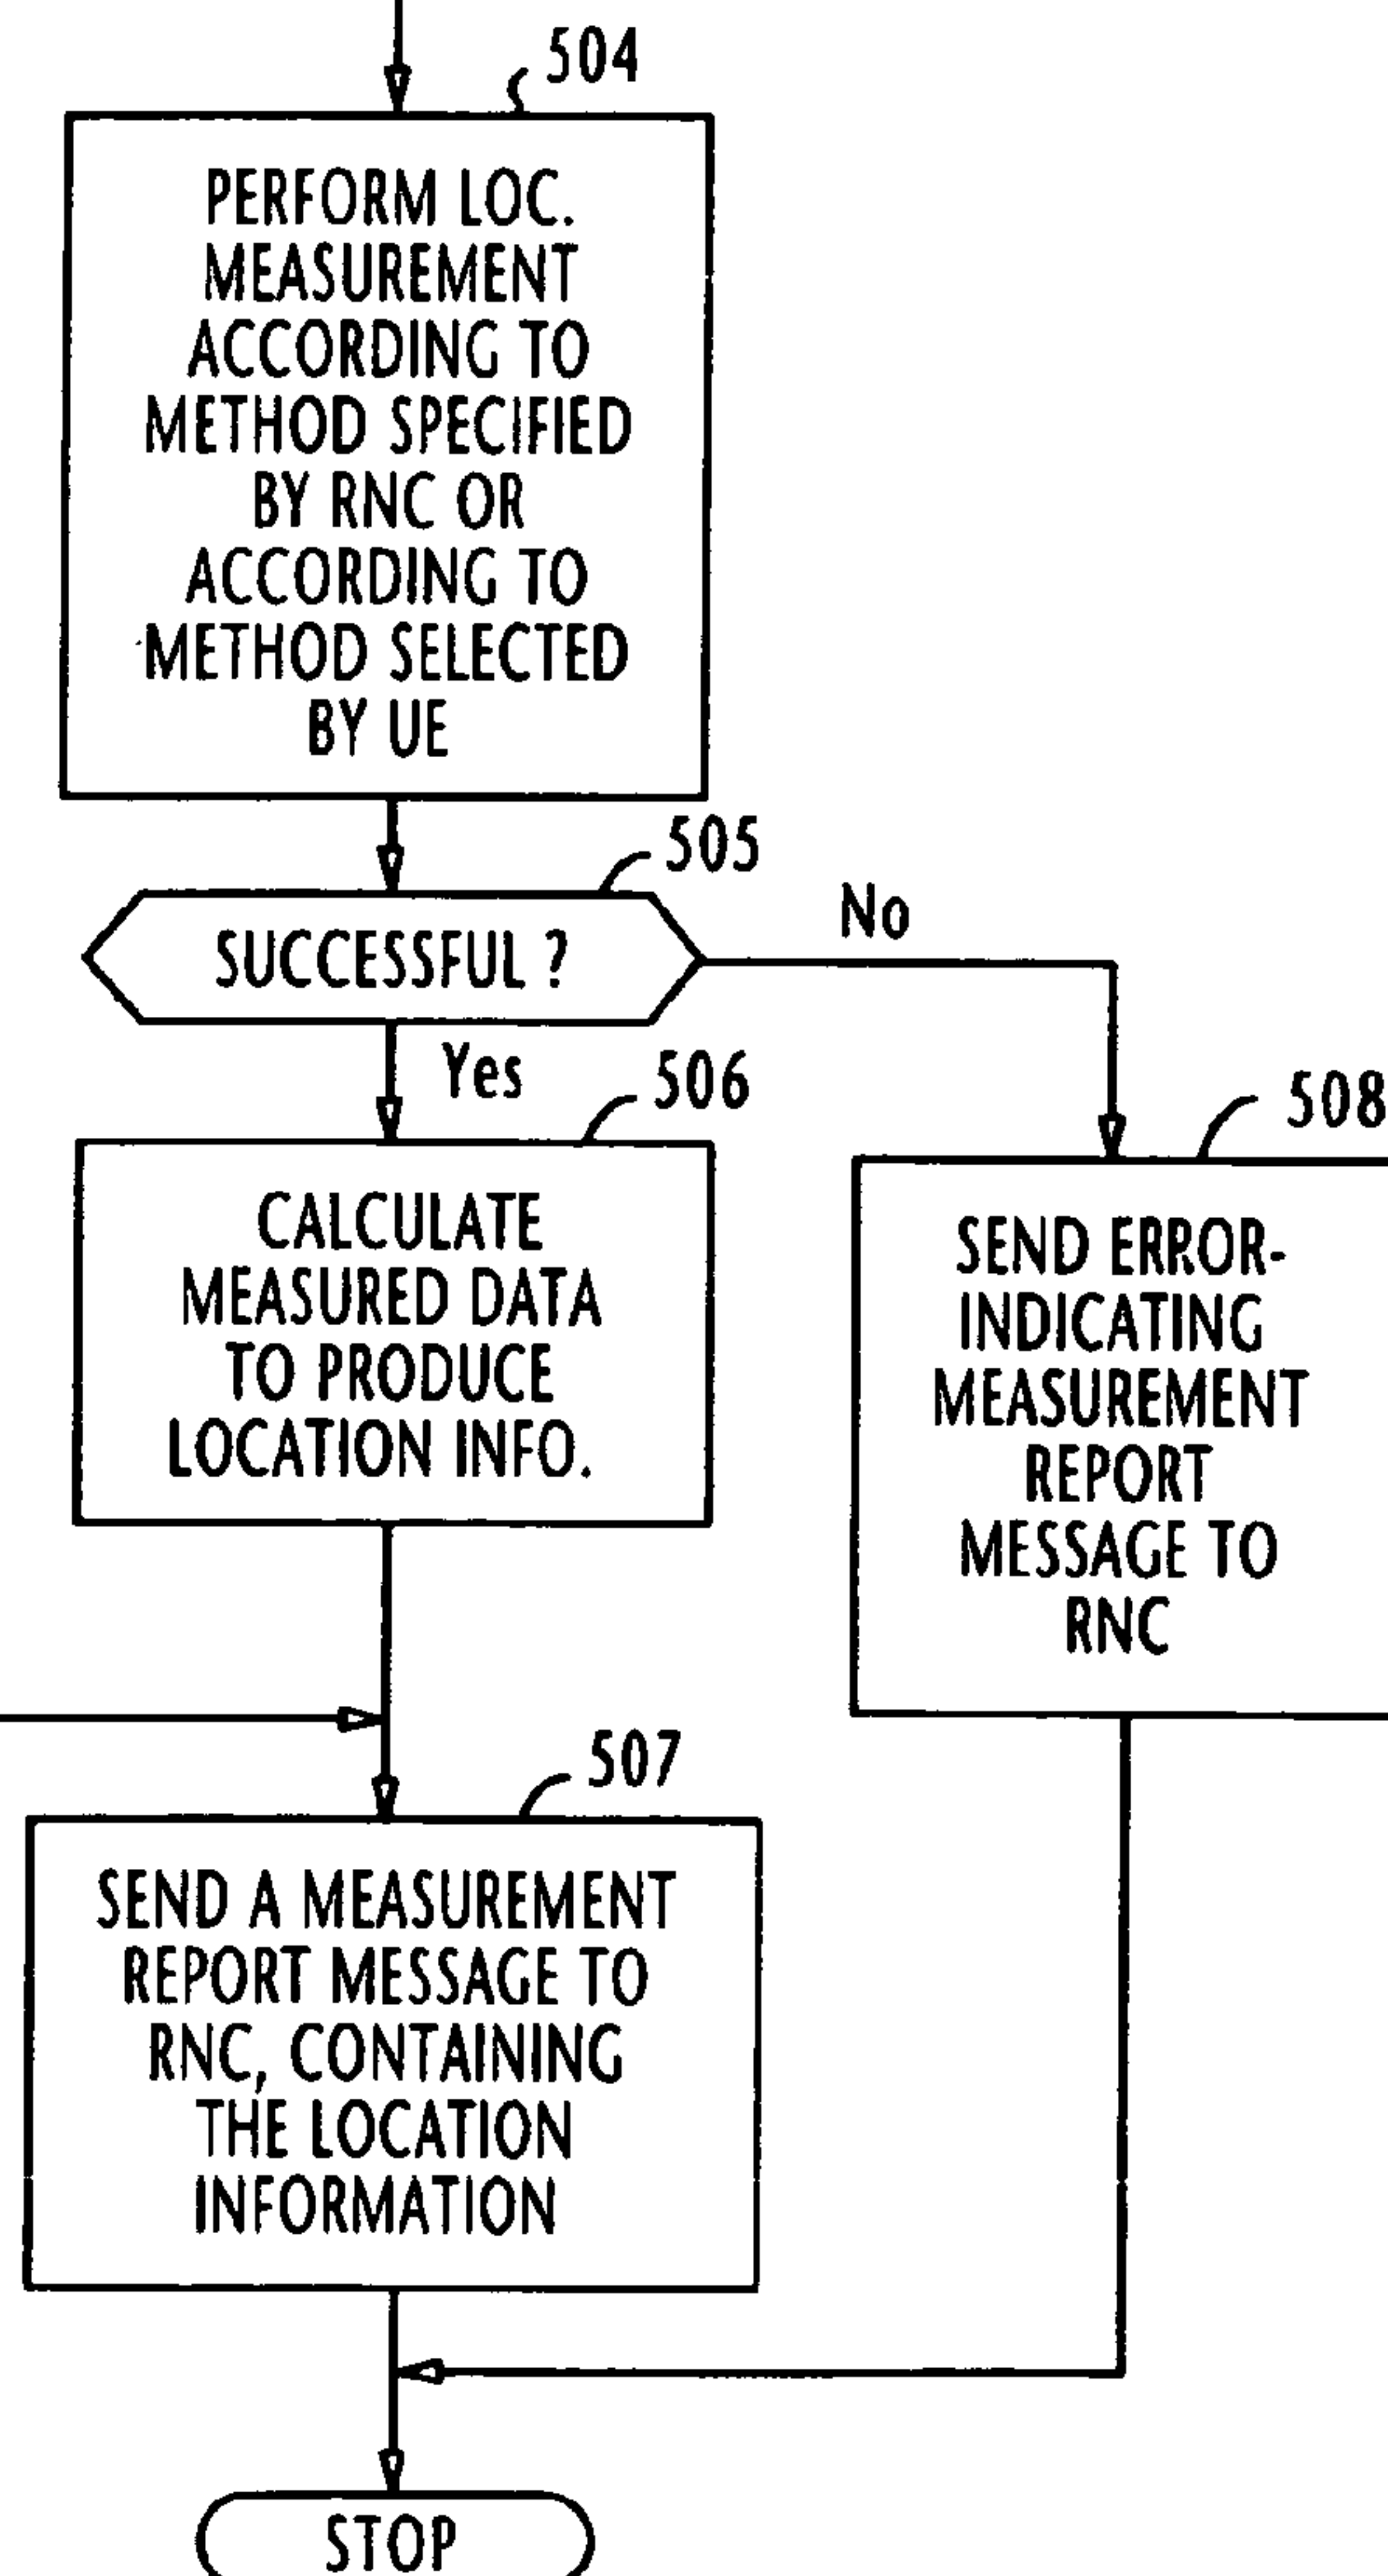 504
PERFORM LOC.
MEASUREMENT
ACCORDING TO
METHOD SPECIFIED
BY RNC OR
ACCORDING TO
METHOD SELECTED
BY UE
505
SUCCESSFUL ?
No
Yes
506
CALCULATE
MEASURED DATA
TO PRODUCE
LOCATION INFO.
508
SEND ERROR-
INDICATING
MEASUREMENT
REPORT
MESSAGE TO
RNC
507
SEND A MEASUREMENT
REPORT MESSAGE TO
RNC, CONTAINING
THE LOCATION
INFORMATION
STOP